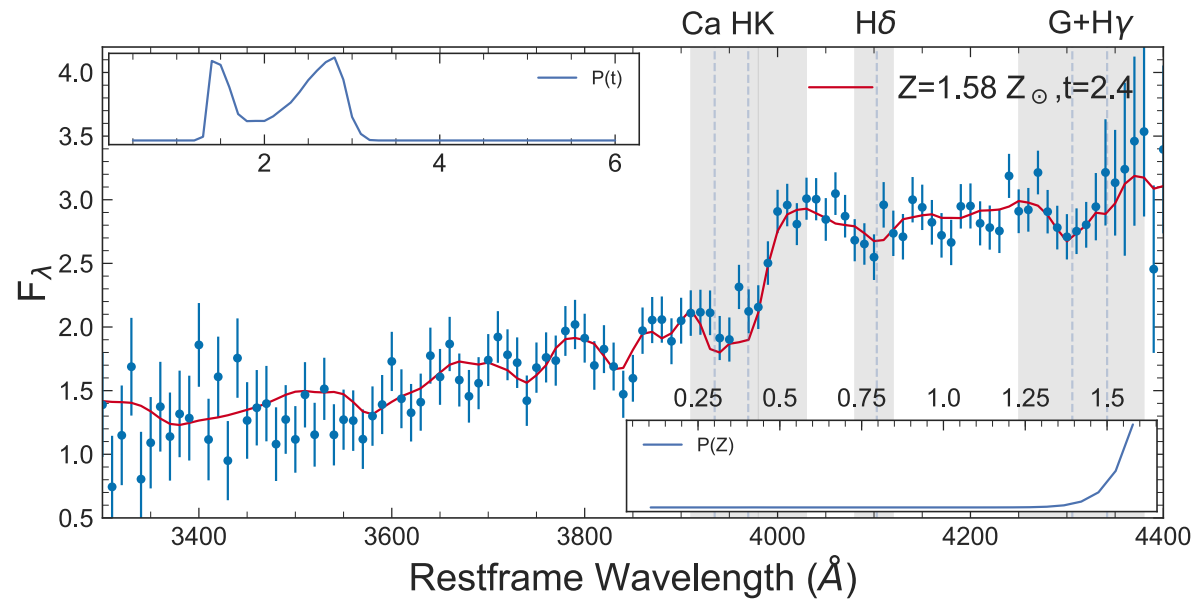 Ca HK Hδ G+Hγ
4.0
3.5
3.0
2.5
2.0
1.5
1.0
0.5
F_λ
P(t)
2 4 6
Z=1.58 Z_⊙,t=2.4
0.25 0.5 0.75 1.0 1.25 1.5
P(Z)
3400 3600 3800 4000 4200 4400
Restframe Wavelength (Å)